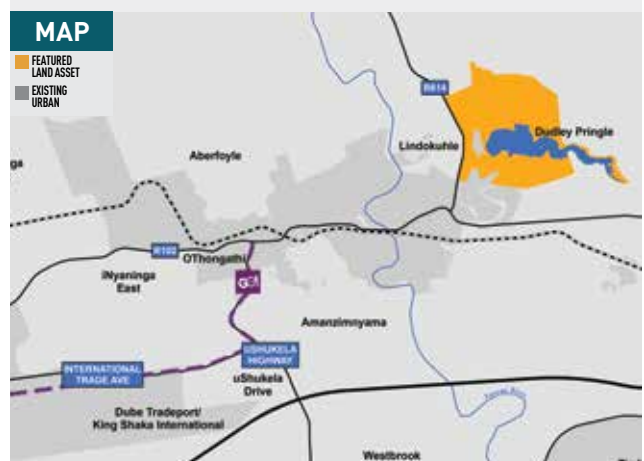 MAP
FEATURED
LAND ASSET
EXISTING
URBAN
R614
Dudley Pringle
Lindokuhle
Aberfoyle
ga
R102
OThongathi
iNyaninga
East
Amanzimnyama
USHUKELA
HIGHWAY
INTERNATIONAL
TRADE AVE
uShukela
Drive
Dube Tradeport/
King Shaka International
Westbrook